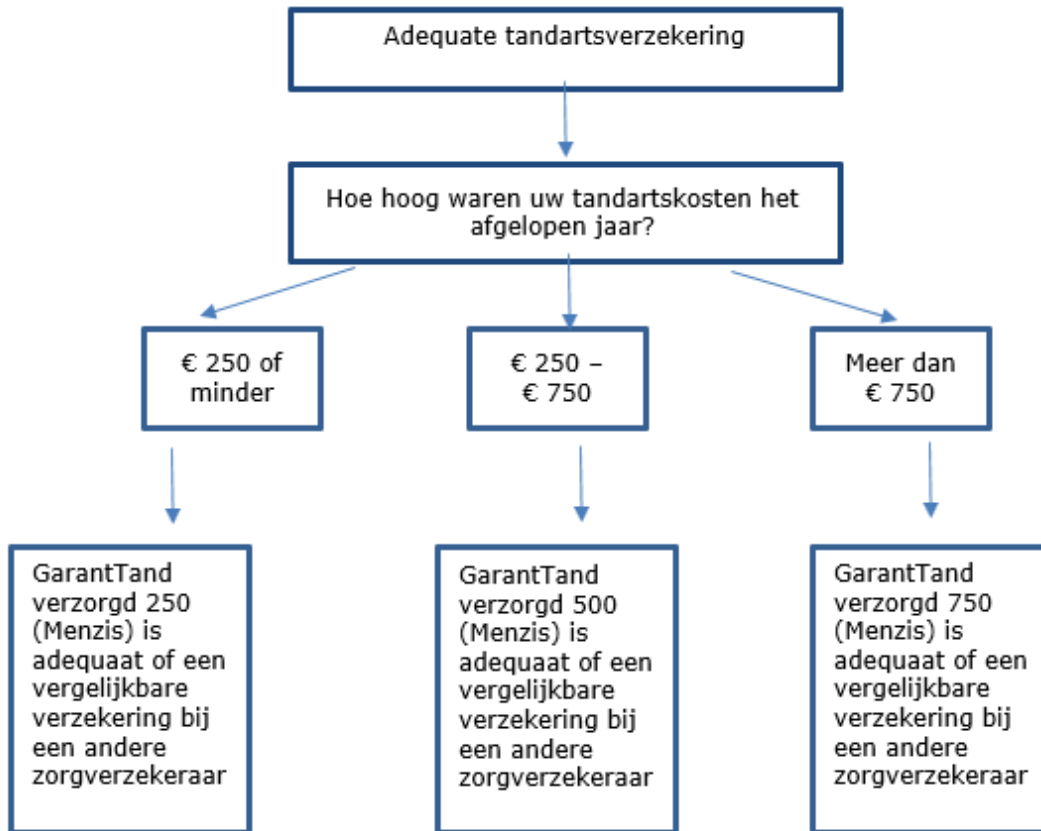 Adequate tandartsverzekering
Hoe hoog waren uw tandartskosten het
afgelopen jaar?
€ 250 of
minder
€ 250 –
€ 750
Meer dan
€ 750
GarantTand
verzorgd 250
(Menzis) is
adequaat of een
vergelijkbare
verzekering bij
een andere
zorgverzekeraar
GarantTand
verzorgd 500
(Menzis) is
adequaat of een
vergelijkbare
verzekering bij
een andere
zorgverzekeraar
GarantTand
verzorgd 750
(Menzis) is
adequaat of een
vergelijkbare
verzekering bij
een andere
zorgverzekeraar